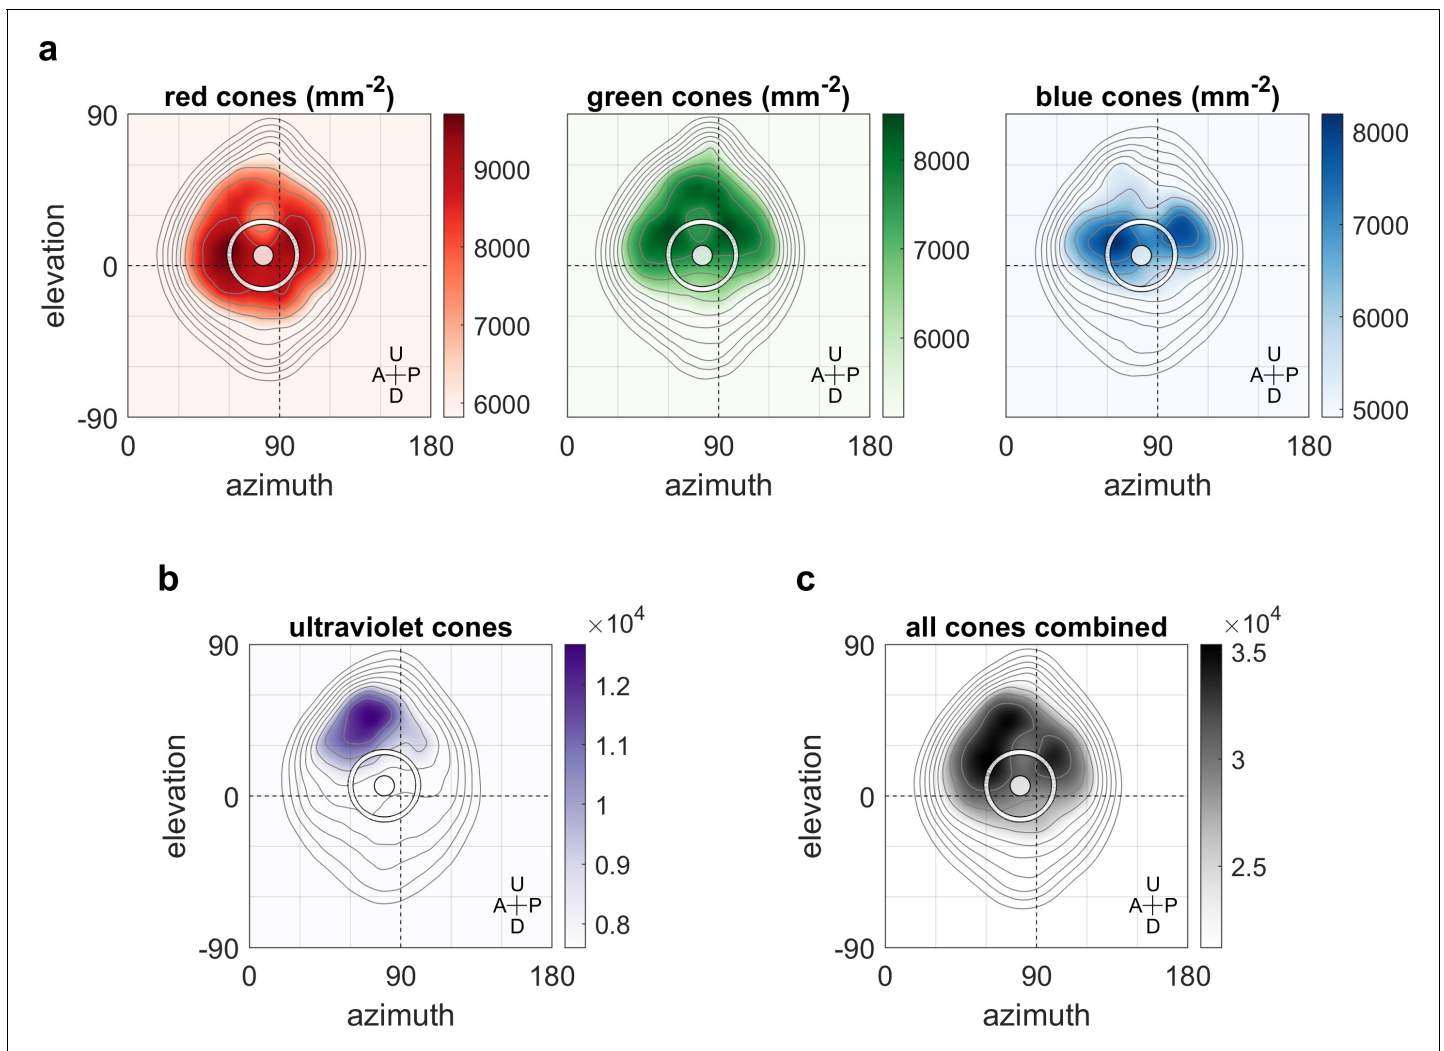 a
red cones (mm-2)
green cones (mm-2)
blue cones (mm-2)
90
0
-90
elevation
0 90 180
azimuth
U
A P
D
9000
8000
7000
6000
0 90 180
azimuth
U
A P
D
8000
7000
6000
0 90 180
azimuth
U
A P
D
8000
7000
6000
5000
b
ultraviolet cones
×104
90
0
-90
elevation
0 90 180
azimuth
U
A P
D
1.2
1.1
1
0.9
0.8
c
all cones combined
×104
90
0
-90
elevation
0 90 180
azimuth
U
A P
D
3.5
3
2.5